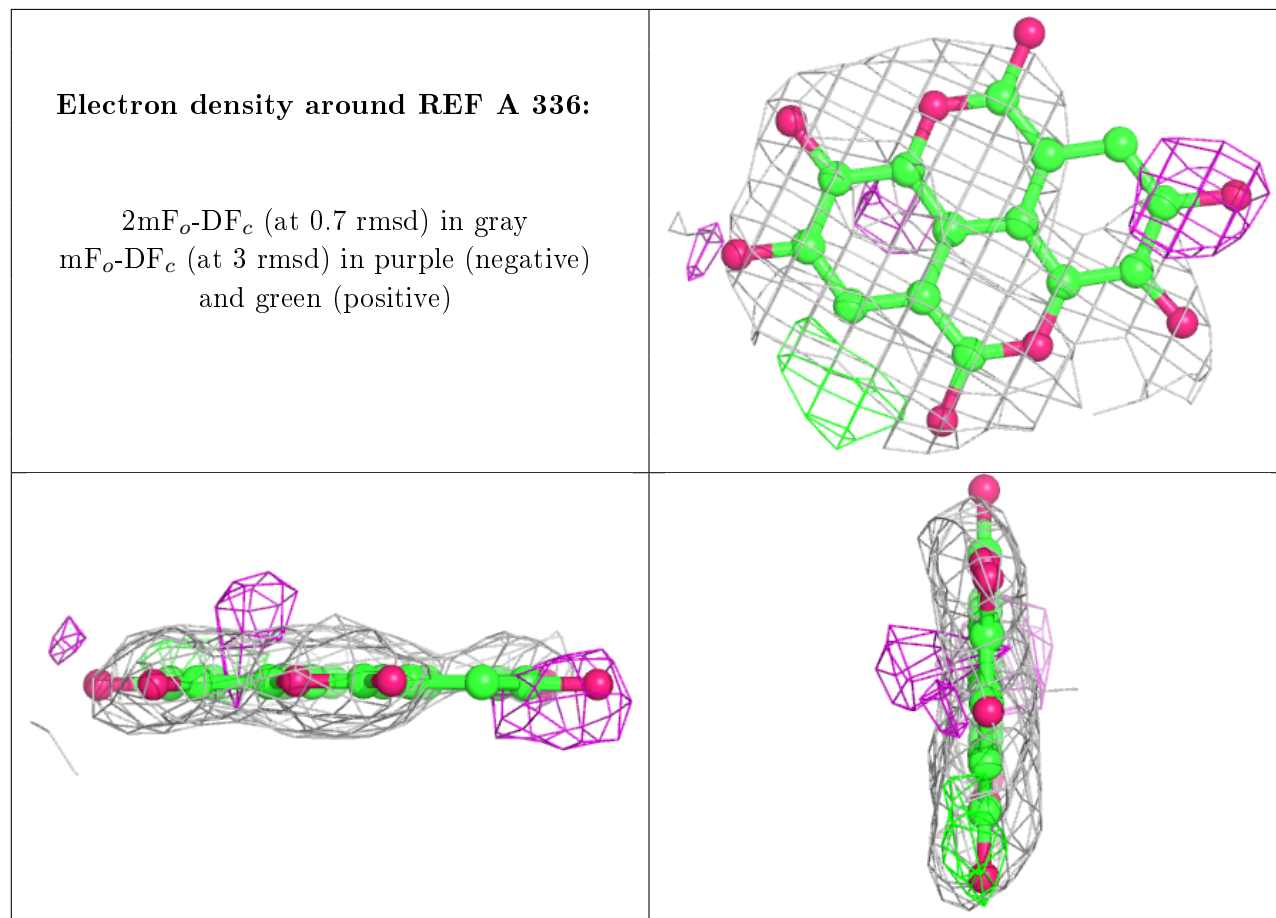 Electron density around REF A 336:
2mFₒ-DF𝑐 (at 0.7 rmsd) in gray
mFₒ-DF𝑐 (at 3 rmsd) in purple (negative)
and green (positive)